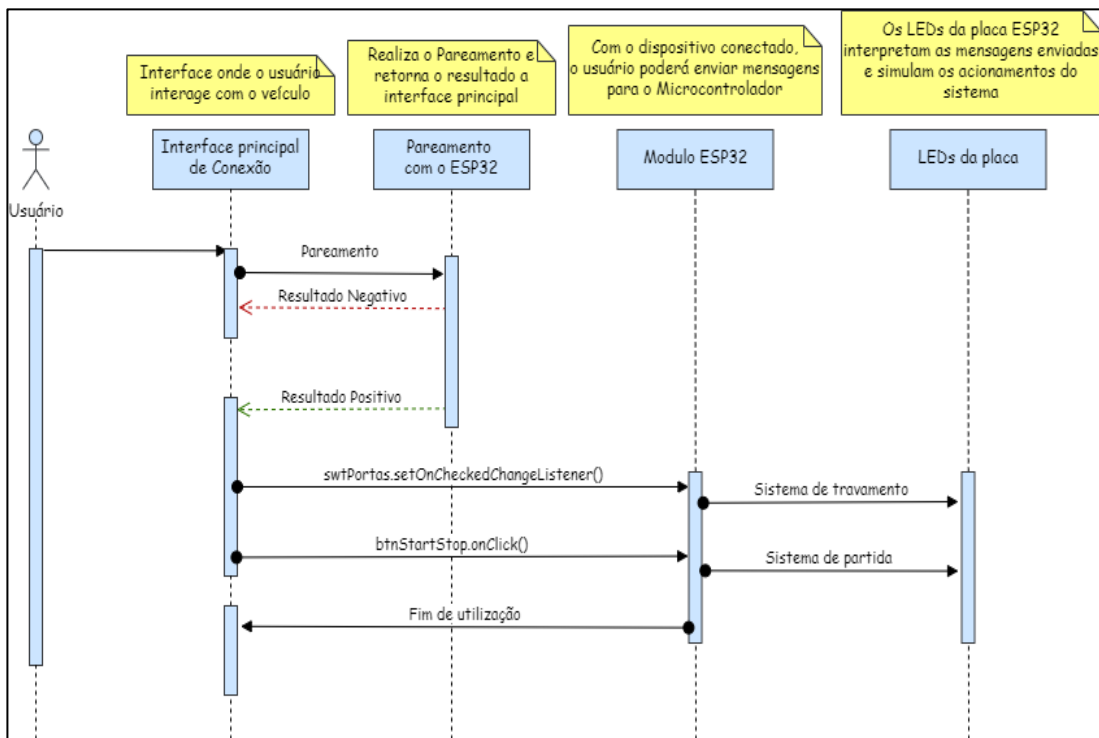 Interface onde o usuário
interage com o veículo
Realiza o Pareamento e
retorna o resultado a
interface principal
Com o dispositivo conectado,
o usuário poderá enviar mensagens
para o Microcontrolador
Os LEDs da placa ESP32
interpretam as mensagens enviadas
e simulam os acionamentos do
sistema
Usuário
Interface principal
de Conexão
Pareamento
com o ESP32
Modulo ESP32
LEDs da placa
Pareamento
Resultado Negativo
Resultado Positivo
swtPortas.setOnCheckedChangeListener()
Sistema de travamento
btnStartStop.onClick()
Sistema de partida
Fim de utilização